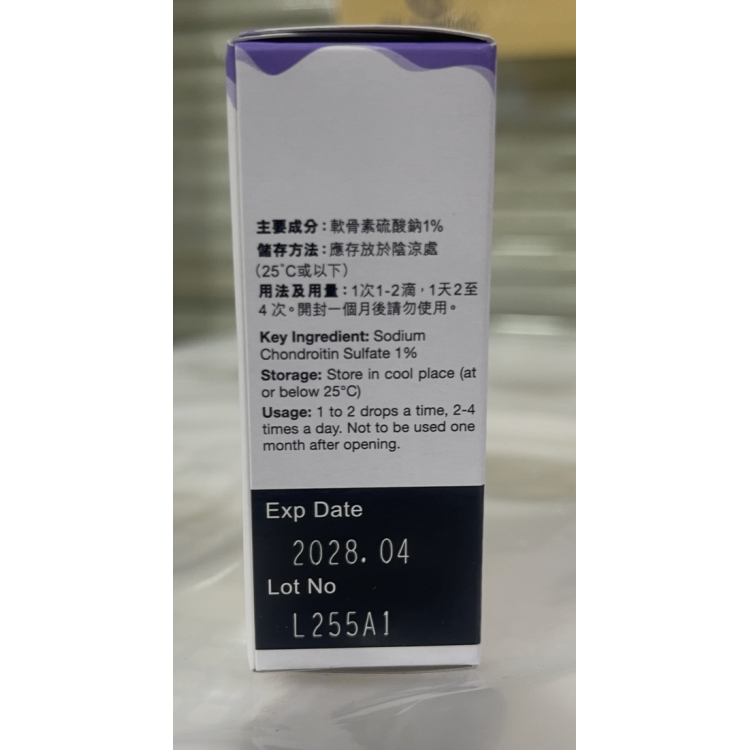 主要成分：軟骨素硫酸鈉1%
儲存方法：應存放於陰涼處
（25°C或以下）
用法及用量：1次1-2滴，1天2至
4次。開封一個月後請勿使用。
Key Ingredient: Sodium
Chondroitin Sulfate 1%
Storage: Store in cool place (at
or below 25°C)
Usage: 1 to 2 drops a time, 2-4
times a day. Not to be used one
month after opening.
Exp Date
2028. 04
Lot No
L255A1